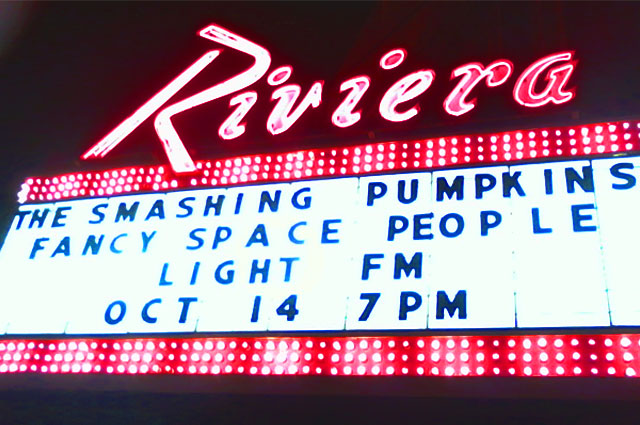 Riviera
THE SMASHING PUMPKINS
FANCY SPACE PEOPLE
LIGHT FM
OCT 14 7PM